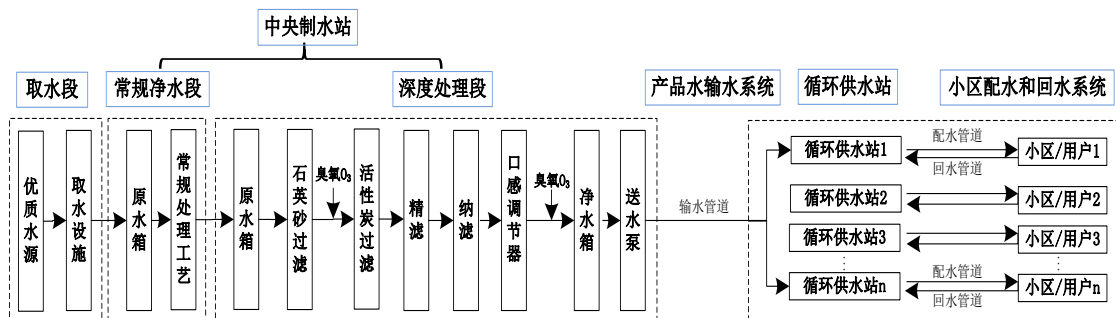 中央制水站
取水段
常规净水段
深度处理段
产品水输水系统
循环供水站
小区配水和回水系统
优质水源
取水设施
原水箱
常规处理工艺
原水箱
石英砂过滤
臭氧O₃
活性炭过滤
精滤
纳滤
口感调节器
臭氧O₃
净水箱
送水泵
输水管道
循环供水站1
配水管道
回水管道
小区/用户1
循环供水站2
小区/用户2
循环供水站3
小区/用户3
循环供水站n
配水管道
回水管道
小区/用户n